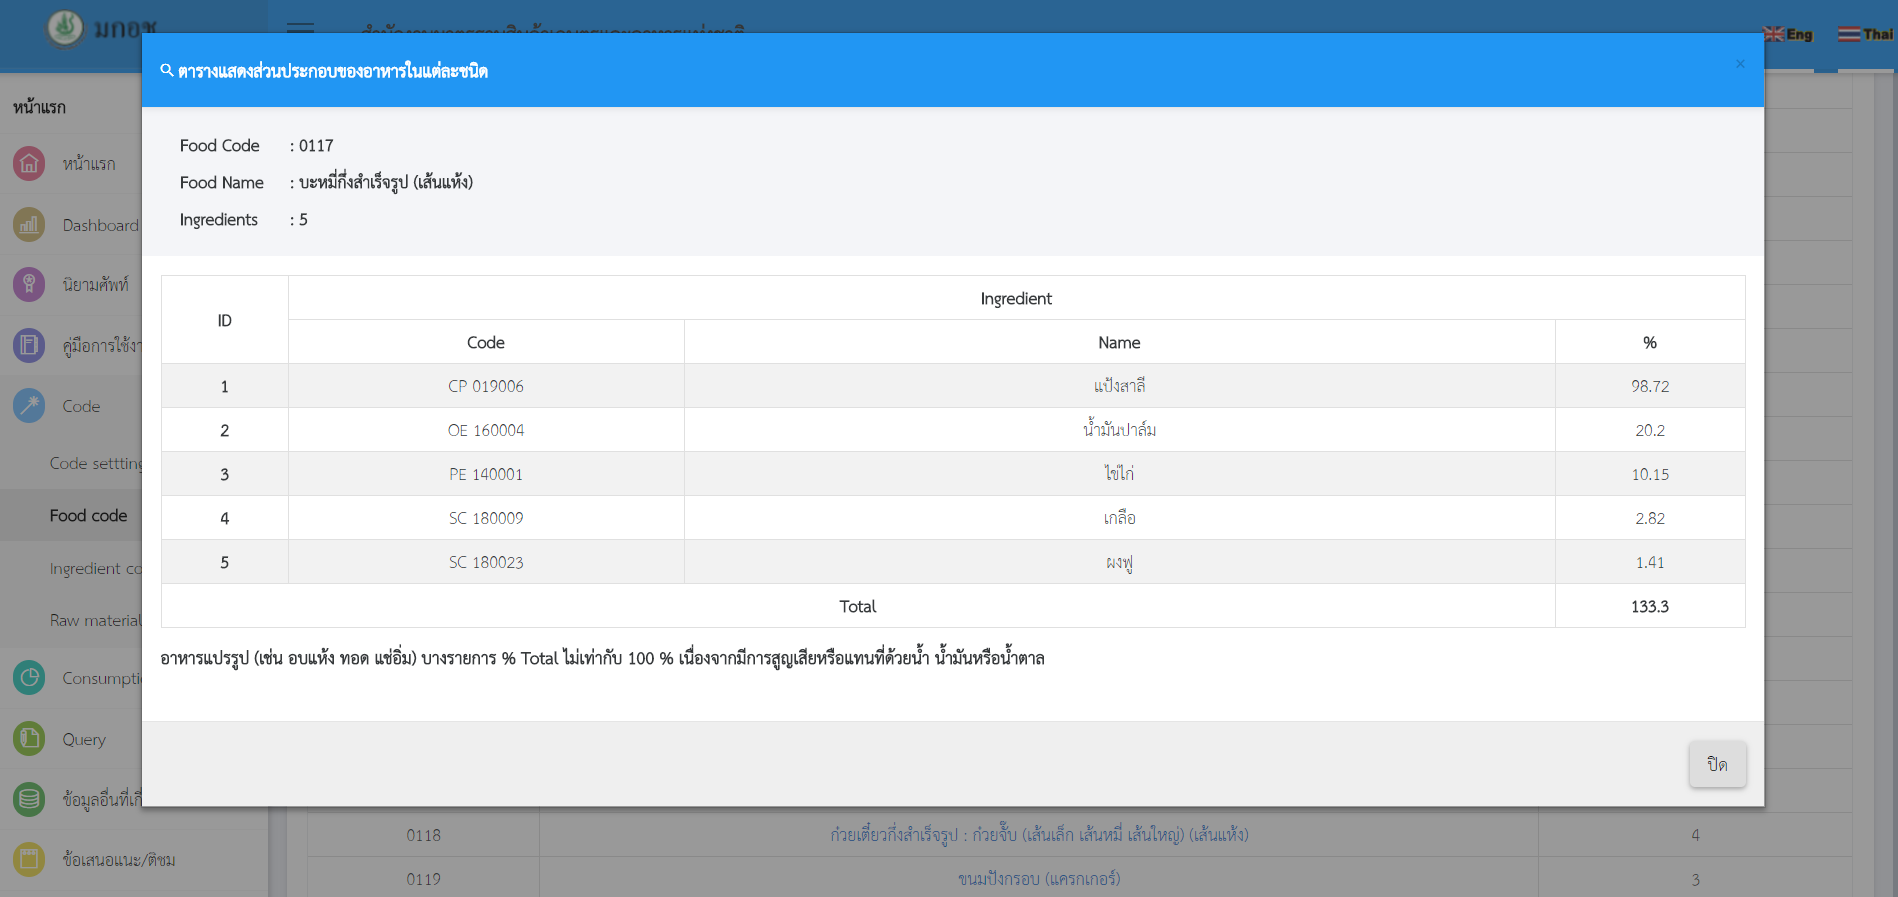 มกอช
Eng
Thai
ตารางแสดงส่วนประกอบของอาหารในแต่ละชนิด
×
หน้าแรก
Food Code : 0117
หน้าแรก
Food Name : บะหมี่กึ่งสำเร็จรูป (เส้นแห้ง)
Ingredients : 5
Dashboard
นิยามศัพท์
ID
Ingredient
Code
Name
%
คู่มือการใช้งา
1 CP 019006 แป้งสาลี 98.72
Code
2 OE 160004 น้ำมันปาล์ม 20.2
Code settting
3 PE 140001 ไข่ไก่ 10.15
Food code
4 SC 180009 เกลือ 2.82
Ingredient co
5 SC 180023 ผงฟู 1.41
Raw material
Total 133.3
อาหารแปรรูป (เช่น อบแห้ง ทอด แช่อิ่ม) บางรายการ % Total ไม่เท่ากับ 100 % เนื่องจากมีการสูญเสียหรือแทนที่ด้วยน้ำ น้ำมันหรือน้ำตาล
Consumpti
Query
ปิด
ข้อมูลอื่นที่เกี่
0118 ก๋วยเตี๋ยวกึ่งสำเร็จรูป : ก๋วยจั๊บ (เส้นเล็ก เส้นหมี่ เส้นใหญ่) (เส้นแห้ง) 4
ข้อเสนอแนะ/ติชม
0119 ขนมปังกรอบ (แครกเกอร์) 3